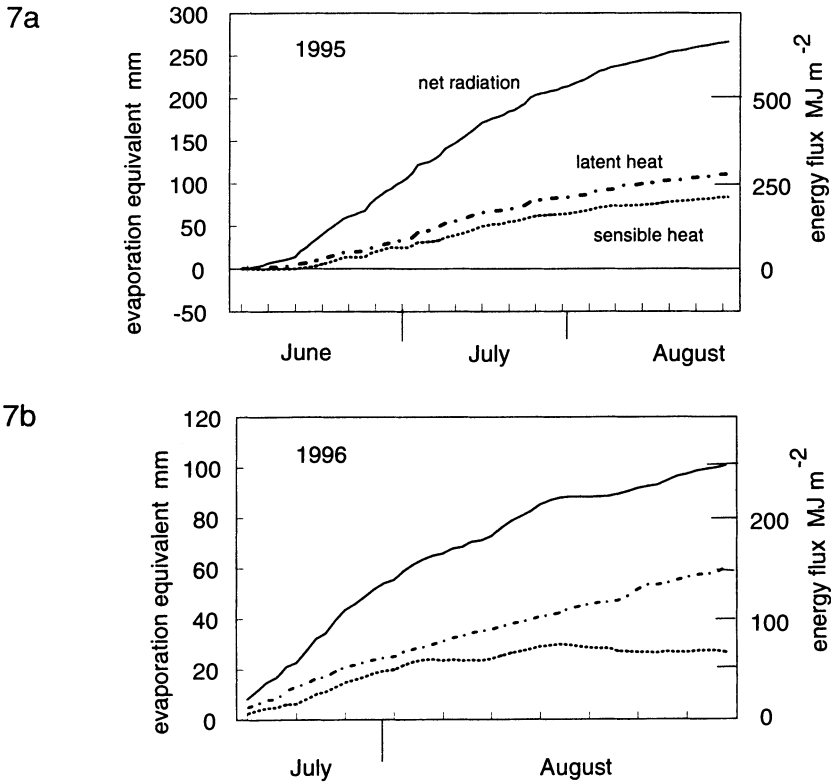 7a
300
250
200
150
100
50
0
-50
evaporation equivalent mm
1995
net radiation
latent heat
sensible heat
500
250
0
energy flux MJ m -2
June July August
7b
120
100
80
60
40
20
0
evaporation equivalent mm
1996
200
100
0
energy flux MJ m -2
July August